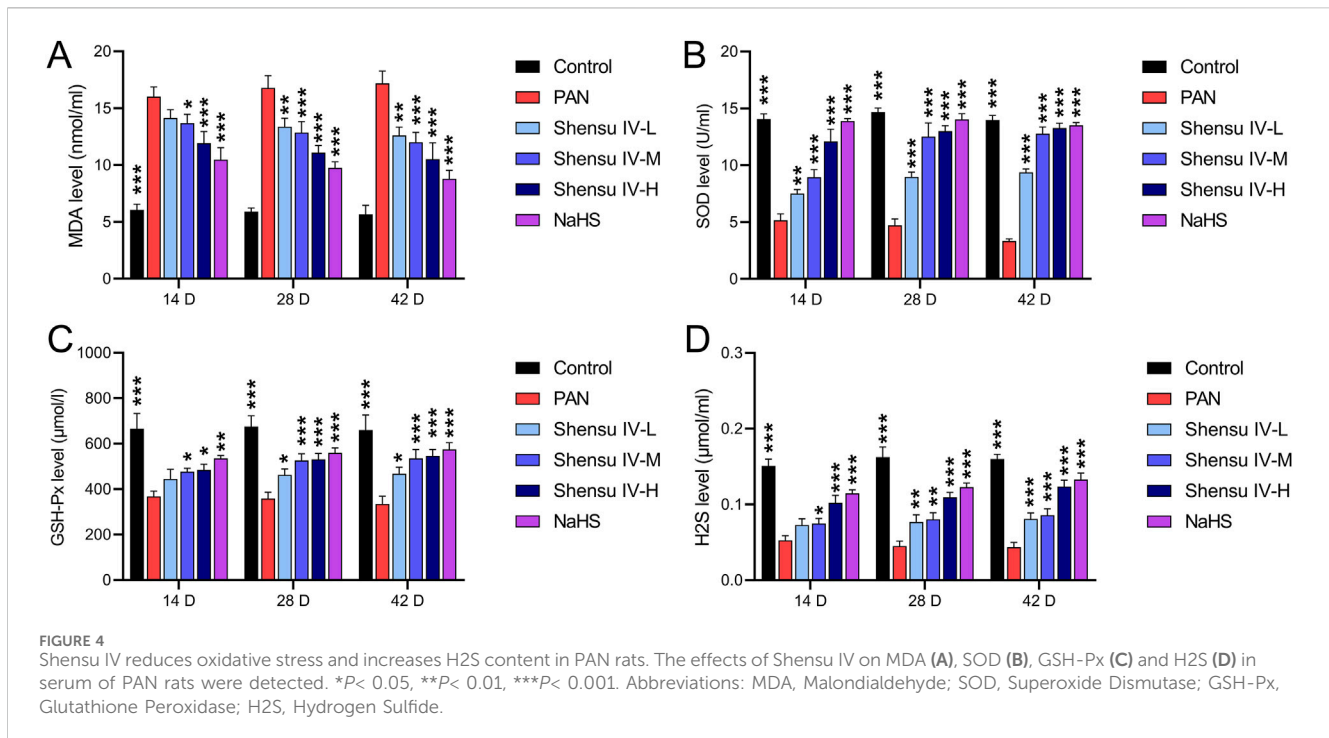 A
MDA level (nmol/ml)
20
15
10
5
0
***
*
***
***
**
***
***
***
**
***
***
***
14 D
28 D
42 D
Control
PAN
Shensu IV-L
Shensu IV-M
Shensu IV-H
NaHS
B
SOD level (U/ml)
20
15
10
5
0
***
**
***
***
***
***
***
***
***
***
***
***
***
***
***
14 D
28 D
42 D
Control
PAN
Shensu IV-L
Shensu IV-M
Shensu IV-H
NaHS
C
GSH-Px level (μmol/l)
1000
800
600
400
200
0
***
*
*
**
***
*
***
***
***
***
*
***
***
***
14 D
28 D
42 D
Control
PAN
Shensu IV-L
Shensu IV-M
Shensu IV-H
NaHS
D
H2S level (μmol/ml)
0.3
0.2
0.1
0.0
***
*
***
***
***
**
**
***
***
***
***
***
***
***
14 D
28 D
42 D
Control
PAN
Shensu IV-L
Shensu IV-M
Shensu IV-H
NaHS
FIGURE 4
Shensu IV reduces oxidative stress and increases H2S content in PAN rats. The effects of Shensu IV on MDA (A), SOD (B), GSH-Px (C) and H2S (D) in
serum of PAN rats were detected. *P< 0.05, **P< 0.01, ***P< 0.001. Abbreviations: MDA, Malondialdehyde; SOD, Superoxide Dismutase; GSH-Px,
Glutathione Peroxidase; H2S, Hydrogen Sulfide.